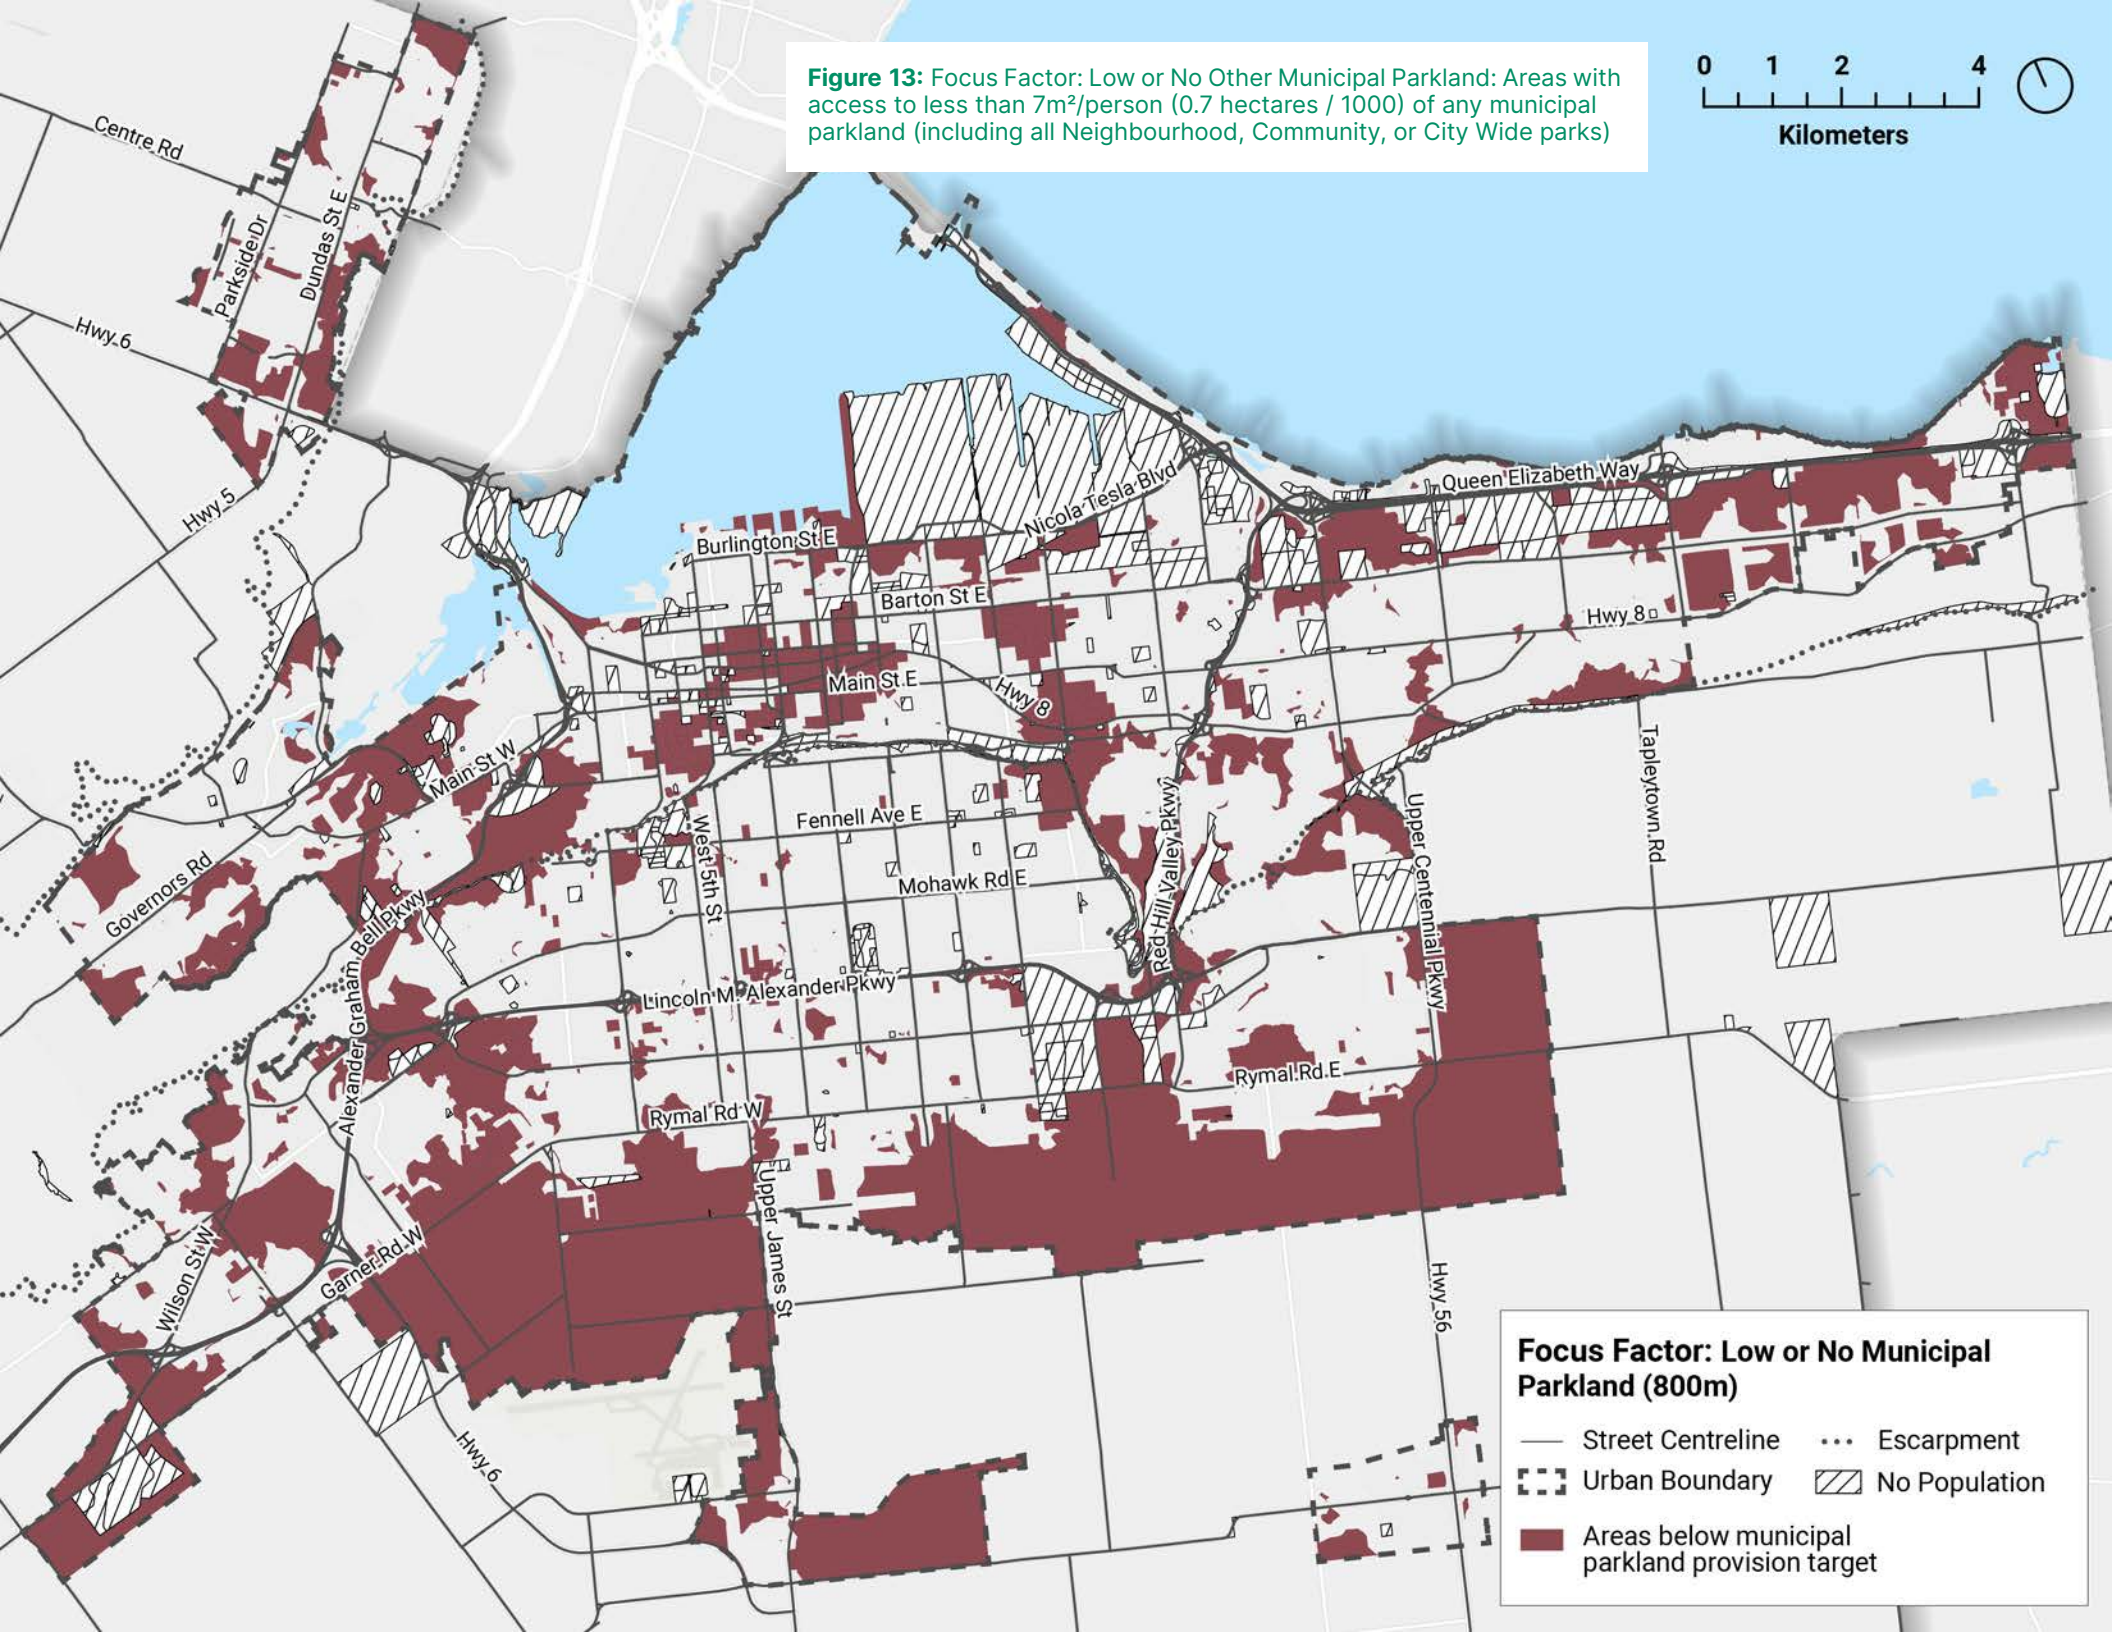 Figure 13: Focus Factor: Low or No Other Municipal Parkland: Areas with
access to less than 7m²/person (0.7 hectares / 1000) of any municipal
parkland (including all Neighbourhood, Community, or City Wide parks)
0 1 2 4
Kilometers
Centre Rd
Parkside Dr
Dundas St E
Hwy 6
Hwy 5
Queen Elizabeth Way
Nicola Tesla Blvd
Burlington St E
Barton St E
Hwy 8
Main St E
Hwy 8
Main St W
Tapleytown Rd
Fennell Ave E
West 5th St
Red Hill Valley Pkwy
Upper Centennial Pkwy
Governors Rd
Mohawk Rd E
Alexander Graham Bell Pkwy
Lincoln M. Alexander Pkwy
Rymal Rd E
Rymal Rd W
Upper James St
Wilson St W
Garner Rd W
Hwy 56
Hwy 6
Focus Factor: Low or No Municipal
Parkland (800m)
Street Centreline
Escarpment
Urban Boundary
No Population
Areas below municipal
parkland provision target